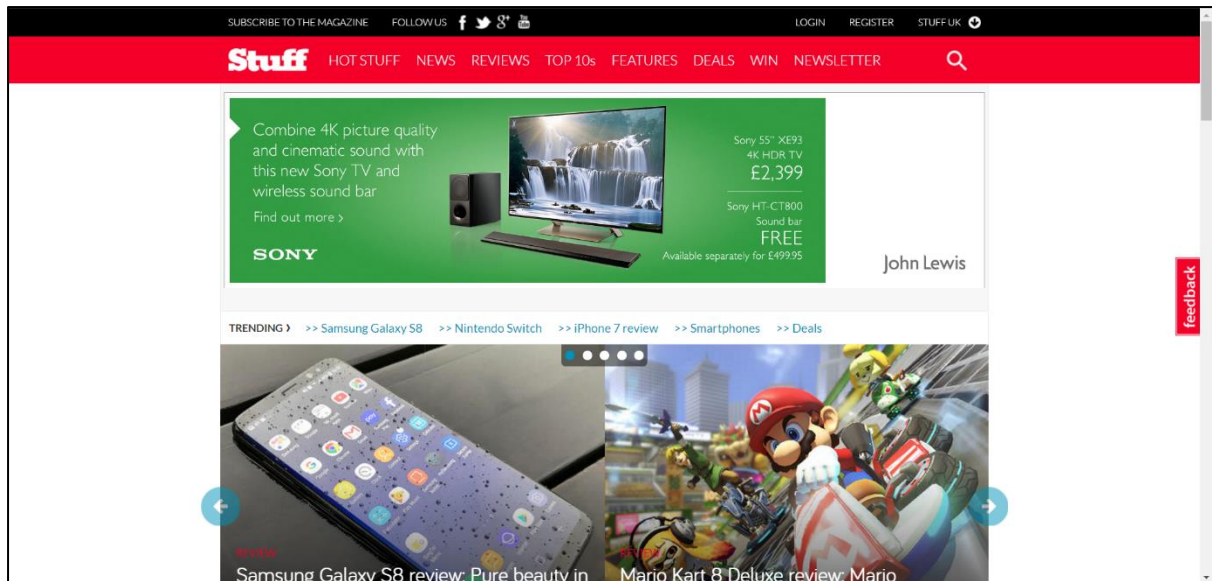 SUBSCRIBE TO THE MAGAZINE FOLLOW US
LOGIN REGISTER STUFF UK
Stuff HOT STUFF NEWS REVIEWS TOP 10s FEATURES DEALS WIN NEWSLETTER
Combine 4K picture quality
and cinematic sound with
this new Sony TV and
wireless sound bar
Find out more >
SONY
Sony 55" XE93
4K HDR TV
£2,399
Sony HT-CT800
Sound bar
FREE
Available separately for £499.95
John Lewis
feedback
TRENDING > >> Samsung Galaxy S8 >> Nintendo Switch >> iPhone 7 review >> Smartphones >> Deals
REVIEW
Samsung Galaxy S8 review: Pure beauty in
REVIEW
Mario Kart 8 Deluxe review: Mario